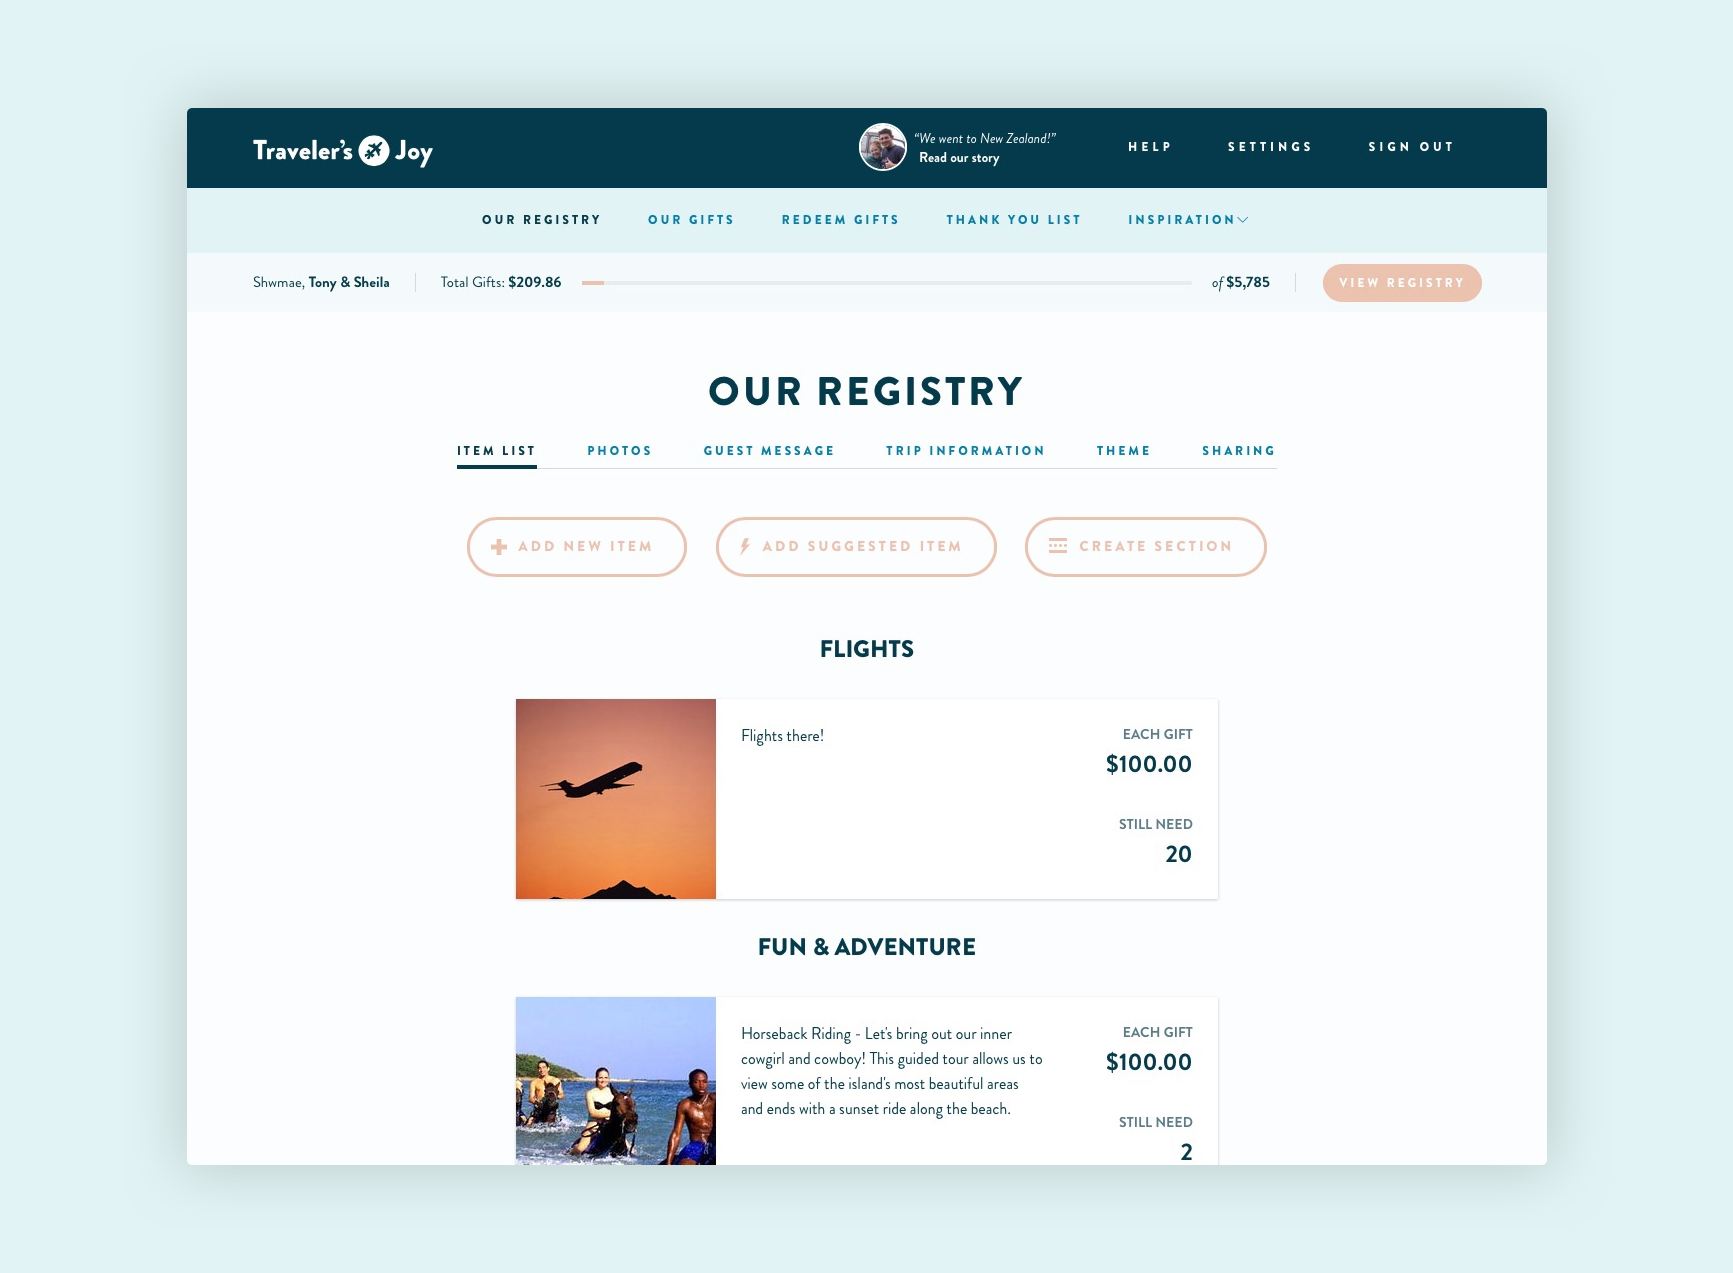 Traveler's Joy
“We went to New Zealand!”
Read our story
HELP
SETTINGS
SIGN OUT
OUR REGISTRY
OUR GIFTS
REDEEM GIFTS
THANK YOU LIST
INSPIRATION
Shwmae, Tony & Sheila
Total Gifts: $209.86
of $5,785
VIEW REGISTRY
OUR REGISTRY
ITEM LIST
PHOTOS
GUEST MESSAGE
TRIP INFORMATION
THEME
SHARING
ADD NEW ITEM
ADD SUGGESTED ITEM
CREATE SECTION
FLIGHTS
Flights there!
EACH GIFT
$100.00
STILL NEED
20
FUN & ADVENTURE
Horseback Riding - Let's bring out our inner
cowgirl and cowboy! This guided tour allows us to
view some of the island's most beautiful areas
and ends with a sunset ride along the beach.
EACH GIFT
$100.00
STILL NEED
2